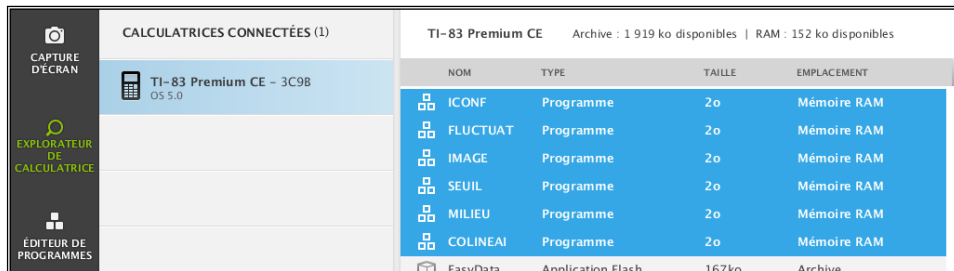 CAPTURE
D'ÉCRAN
EXPLORATEUR
DE
CALCULATRICE
ÉDITEUR DE
PROGRAMMES
CALCULATRICES CONNECTÉES (1)
TI-83 Premium CE - 3C9B
OS 5.0
TI-83 Premium CE Archive : 1 919 ko disponibles | RAM : 152 ko disponibles
NOM TYPE TAILLE EMPLACEMENT
ICONF Programme 2o Mémoire RAM
FLUCTUAT Programme 2o Mémoire RAM
IMAGE Programme 2o Mémoire RAM
SEUIL Programme 2o Mémoire RAM
MILIEU Programme 2o Mémoire RAM
COLINEAI Programme 2o Mémoire RAM
EasyData Application Flash 167ko Archive